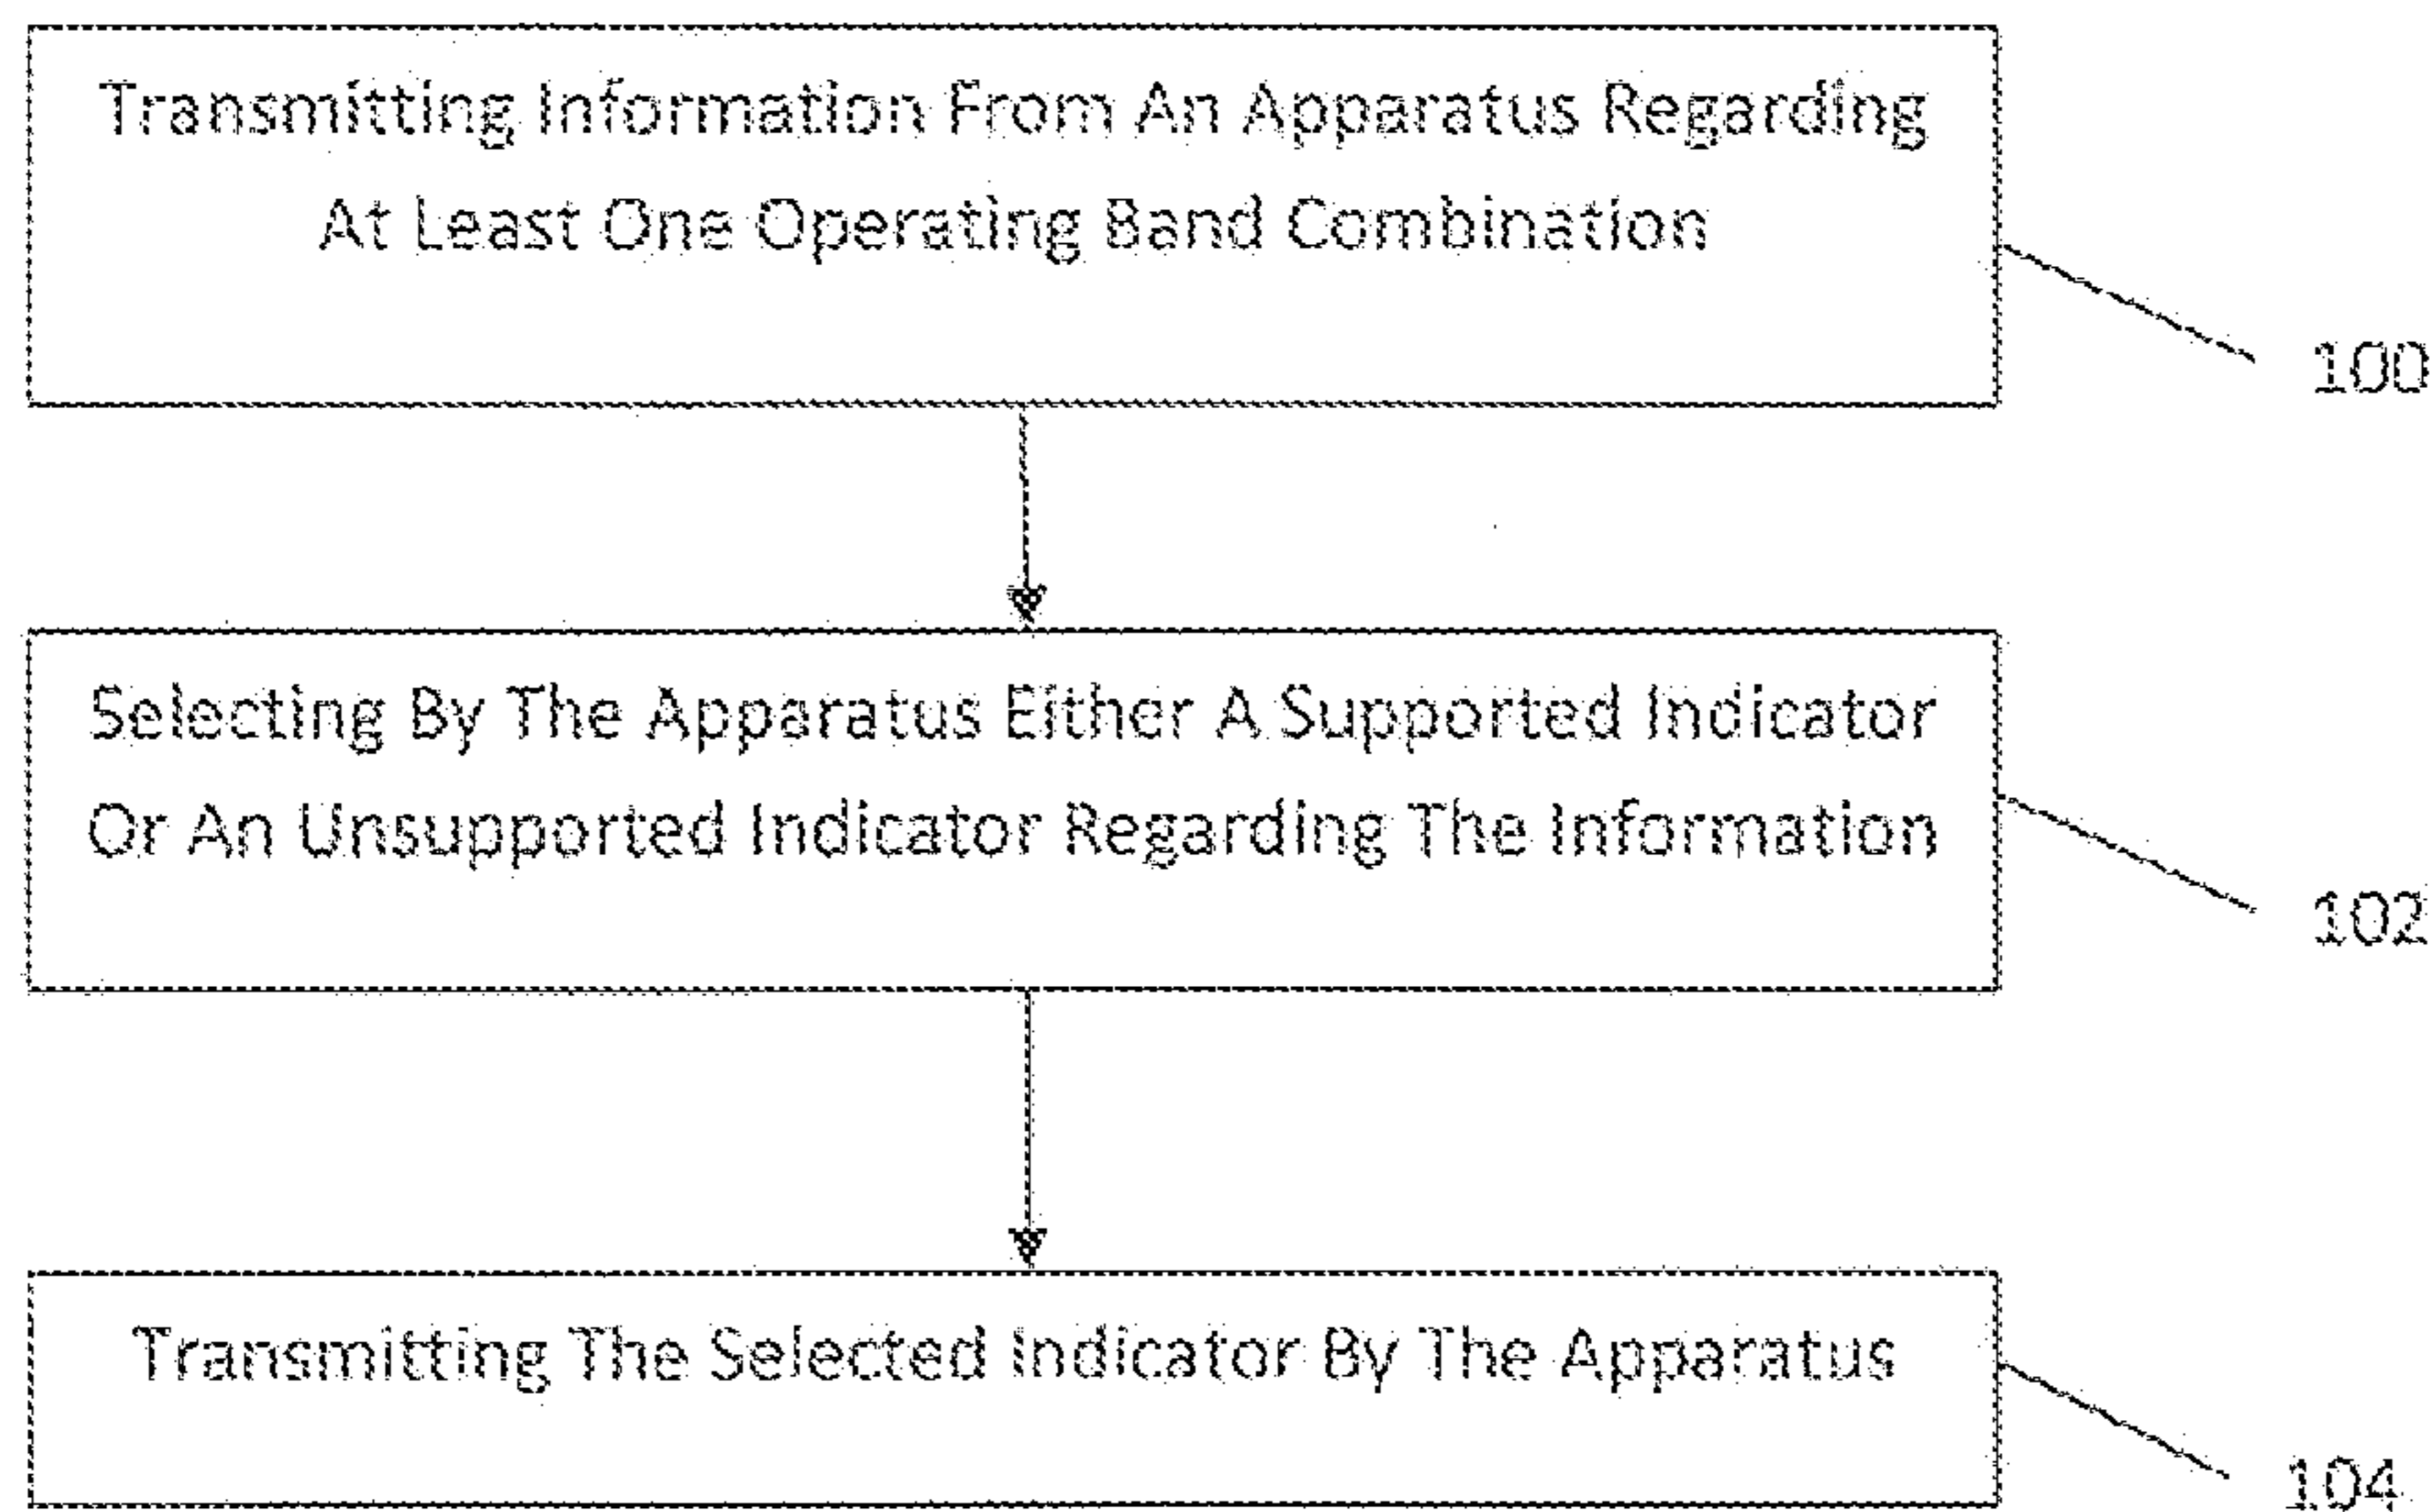 Transmitting Information From An Apparatus Regarding
At Least One Operating Band Combination
100
Selecting By The Apparatus Either A Supported Indicator
Or An Unsupported Indicator Regarding The Information
102
Transmitting The Selected Indicator By The Apparatus
104